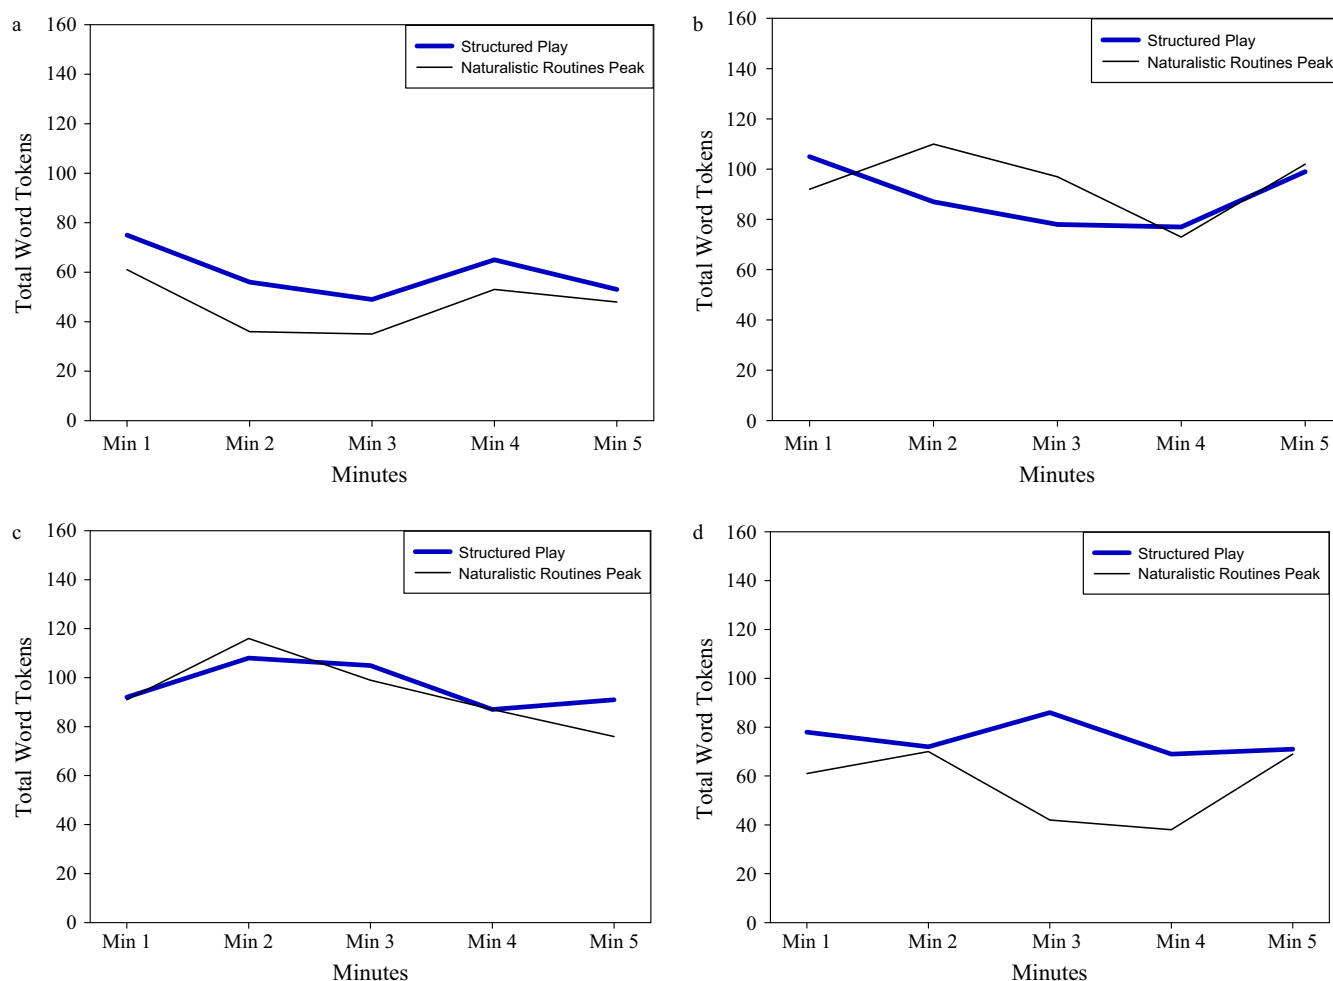 a
160
140
120
100
80
60
40
20
0
Total Word Tokens
Structured Play
Naturalistic Routines Peak
Min 1 Min 2 Min 3 Min 4 Min 5
Minutes
b
160
140
120
100
80
60
40
20
0
Total Word Tokens
Structured Play
Naturalistic Routines Peak
Min 1 Min 2 Min 3 Min 4 Min 5
Minutes
c
160
140
120
100
80
60
40
20
0
Total Word Tokens
Structured Play
Naturalistic Routines Peak
Min 1 Min 2 Min 3 Min 4 Min 5
Minutes
d
160
140
120
100
80
60
40
20
0
Total Word Tokens
Structured Play
Naturalistic Routines Peak
Min 1 Min 2 Min 3 Min 4 Min 5
Minutes